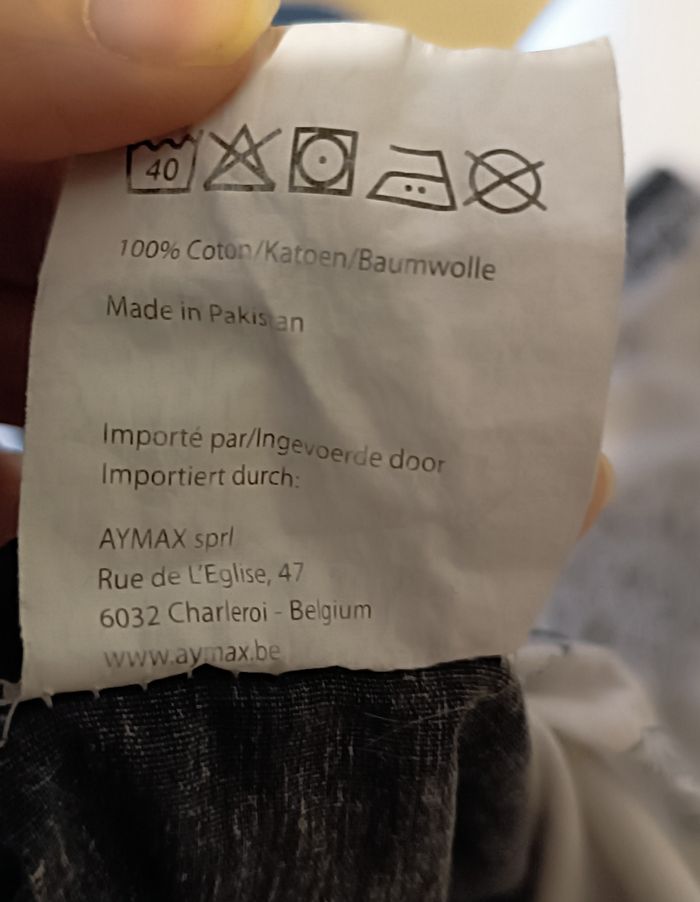 40
100% Coton/Katoen/Baumwolle
Made in Pakistan
Importé par/Ingevoerde door
Importiert durch:
AYMAX sprl
Rue de L'Eglise, 47
6032 Charleroi - Belgium
www.aymax.be